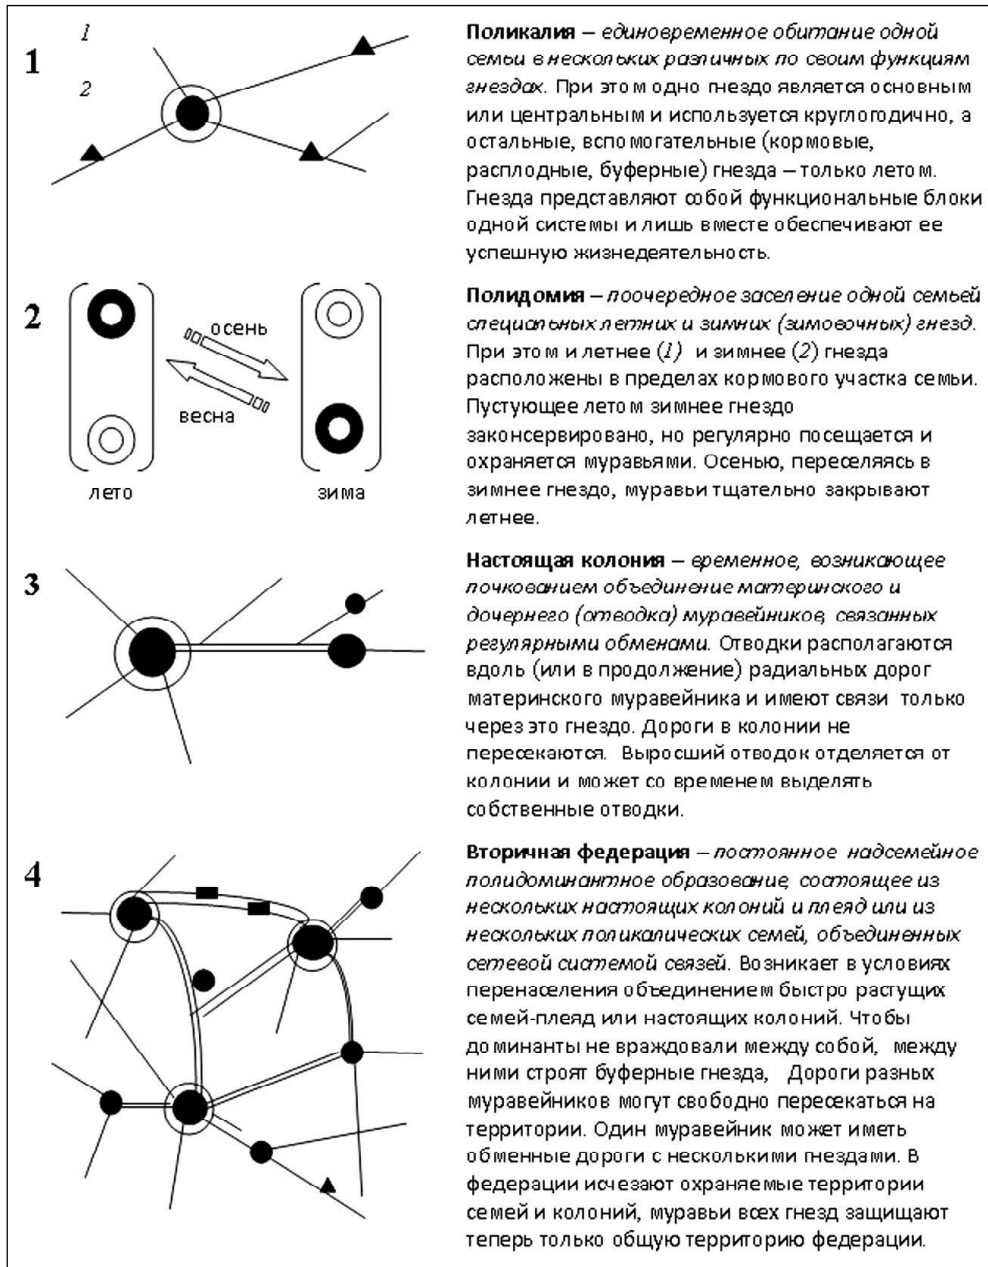 1
1
2
Поликалия – единовременное обитание одной
семьи в нескольких различных по своим функциям
гнездах. При этом одно гнездо является основным
или центральным и используется круглогодично, а
остальные, вспомогательные (кормовые,
расплодные, буферные) гнезда – только летом.
Гнезда представляют собой функциональные блоки
одной системы и лишь вместе обеспечивают ее
успешную жизнедеятельность.
2
осень
весна
лето
зима
Полидомия – поочередное заселение одной семьей
специальных летних и зимних (зимовочных) гнезд.
При этом и летнее (1) и зимнее (2) гнезда
расположены в пределах кормового участка семьи.
Пустующее летом зимнее гнездо
законсервировано, но регулярно посещается и
охраняется муравьями. Осенью, переселяясь в
зимнее гнездо, муравьи тщательно закрывают
летнее.
3
Настоящая колония – временное, возникающее
почкованием объединение материнского и
дочернего (отводка) муравейников, связанных
регулярными обменами. Отводки располагаются
вдоль (или в продолжение) радиальных дорог
материнского муравейника и имеют связи только
через это гнездо. Дороги в колонии не
пересекаются. Выросший отводок отделяется от
колонии и может со временем выделять
собственные отводки.
4
Вторичная федерация – постоянное надсемейное
полидоминантное образование, состоящее из
нескольких настоящих колоний и плеяд или из
нескольких поликалических семей, объединенных
сетевой системой связей. Возникает в условиях
перенаселения объединением быстро растущих
семей-плеяд или настоящих колоний. Чтобы
доминанты не враждовали между собой, между
ними строят буферные гнезда, Дороги разных
муравейников могут свободно пересекаться на
территории. Один муравейник может иметь
обменные дороги с несколькими гнездами. В
федерации исчезают охраняемые территории
семей и колоний, муравьи всех гнезд защищают
теперь только общую территорию федерации.